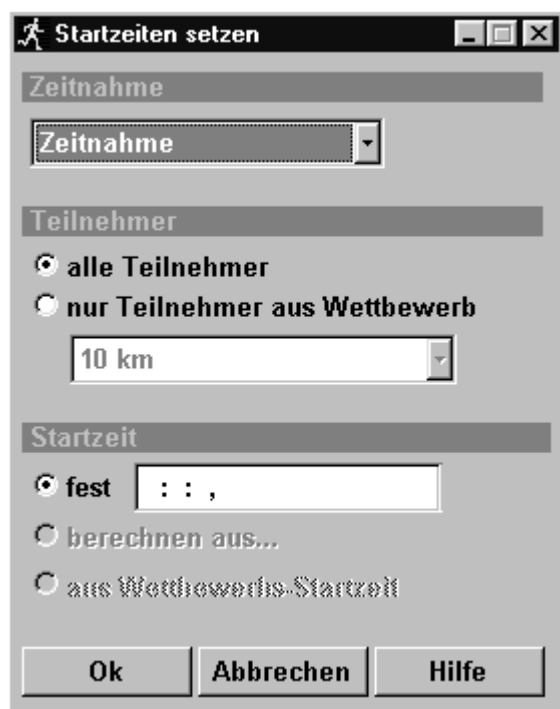 Startzeiten setzen
Zeitnahme
Zeitnahme
Teilnehmer
alle Teilnehmer
nur Teilnehmer aus Wettbewerb
10 km
Startzeit
fest : : ,
berechnen aus...
aus Wettbewerbs-Startzeit
Ok Abbrechen Hilfe